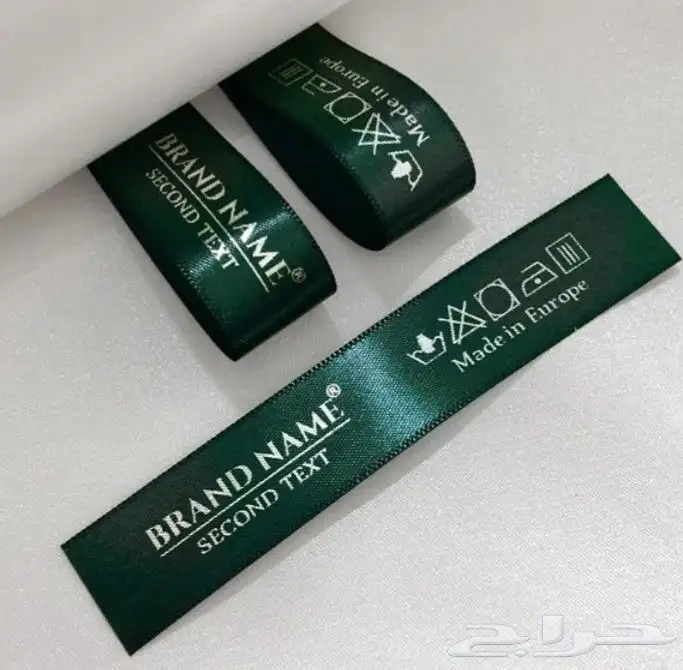 Made in Europe
BRAND NAME®
SECOND TEXT
Made in Europe
BRAND NAME®
SECOND TEXT
حراج